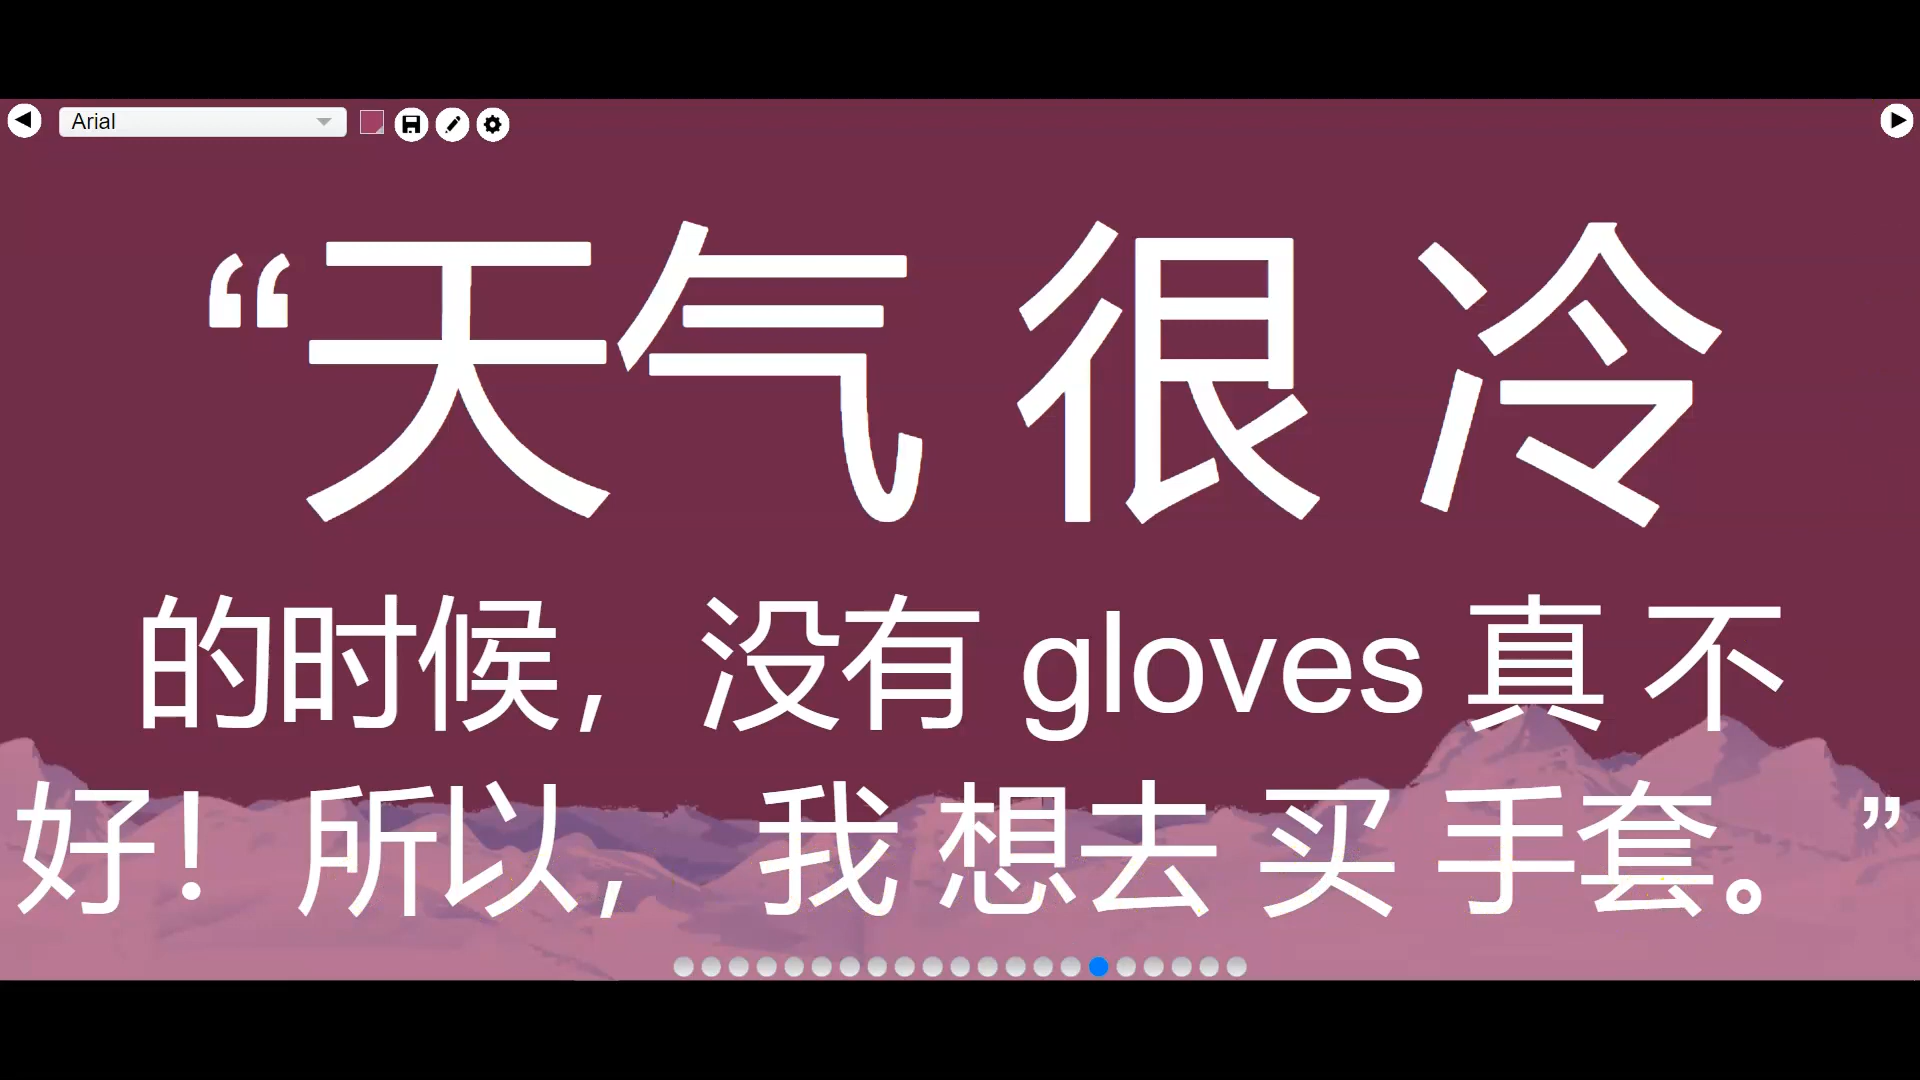 Arial
“天气 很 冷
的时候，没有 gloves 真 不
好！所以，我 想去 买 手套。”